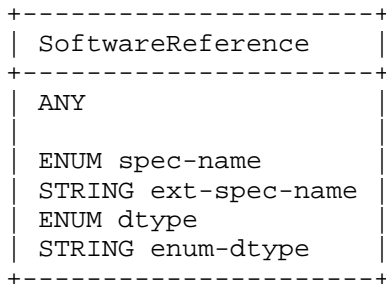 +----------------------+
| SoftwareReference    |
+----------------------+
| ANY                  |
|                      |
| ENUM spec-name       |
| STRING ext-spec-name |
| ENUM dtype           |
| STRING enum-dtype    |
+----------------------+